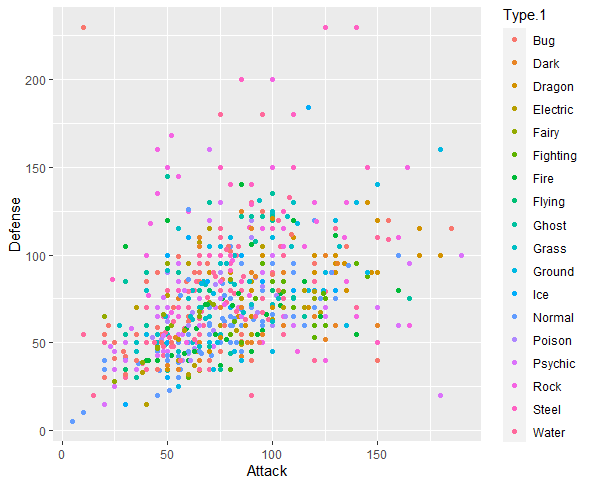 Type.1
Bug
Dark
Dragon
Electric
Fairy
Fighting
Fire
Flying
Ghost
Grass
Ground
Ice
Normal
Poison
Psychic
Rock
Steel
Water
Defense
200
150
100
50
0
0
50
100
150
Attack